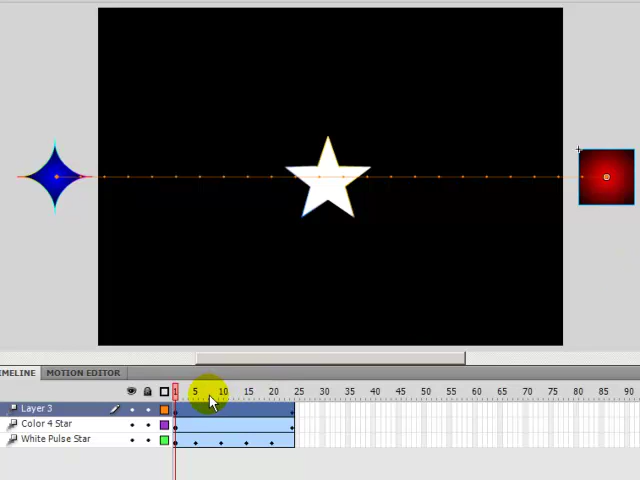 IMELINE MOTION EDITOR
1 5 10 15 20 25 30 35 40 45 50 55 60 65 70 75 80 85 90
Layer 3
Color 4 Star
White Pulse Star